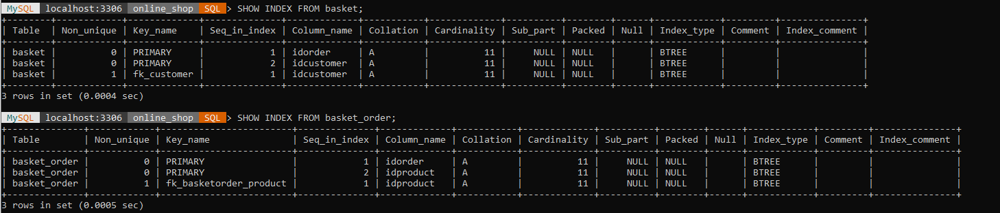 MySQL localhost:3306 online_shop SQL > SHOW INDEX FROM basket;
+--------+------------+-------------+--------------+-------------+-----------+-------------+----------+--------+------+------------+---------+---------------+
| Table  | Non_unique | Key_name    | Seq_in_index | Column_name | Collation | Cardinality | Sub_part | Packed | Null | Index_type | Comment | Index_comment |
+--------+------------+-------------+--------------+-------------+-----------+-------------+----------+--------+------+------------+---------+---------------+
| basket |          0 | PRIMARY     |            1 | idorder     | A         |          11 |     NULL | NULL   |      | BTREE      |         |               |
| basket |          0 | PRIMARY     |            2 | idcustomer  | A         |          11 |     NULL | NULL   |      | BTREE      |         |               |
| basket |          1 | fk_customer |            1 | idcustomer  | A         |          11 |     NULL | NULL   |      | BTREE      |         |               |
+--------+------------+-------------+--------------+-------------+-----------+-------------+----------+--------+------+------------+---------+---------------+
3 rows in set (0.0004 sec)
MySQL localhost:3306 online_shop SQL > SHOW INDEX FROM basket_order;
+--------------+------------+-----------------------+--------------+-------------+-----------+-------------+----------+--------+------+------------+---------+---------------+
| Table        | Non_unique | Key_name              | Seq_in_index | Column_name | Collation | Cardinality | Sub_part | Packed | Null | Index_type | Comment | Index_comment |
+--------------+------------+-----------------------+--------------+-------------+-----------+-------------+----------+--------+------+------------+---------+---------------+
| basket_order |          0 | PRIMARY               |            1 | idorder     | A         |          11 |     NULL | NULL   |      | BTREE      |         |               |
| basket_order |          0 | PRIMARY               |            2 | idproduct   | A         |          11 |     NULL | NULL   |      | BTREE      |         |               |
| basket_order |          1 | fk_basketorder_product |            1 | idproduct   | A         |          11 |     NULL | NULL   |      | BTREE      |         |               |
+--------------+------------+-----------------------+--------------+-------------+-----------+-------------+----------+--------+------+------------+---------+---------------+
3 rows in set (0.0005 sec)